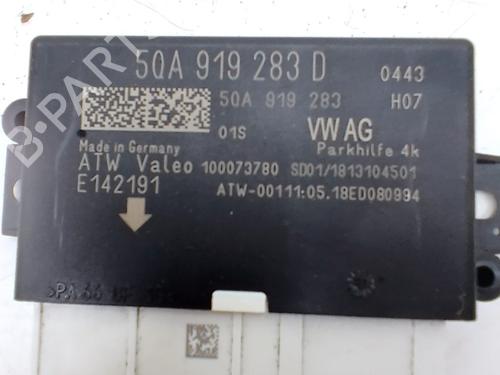 5QA 919 283 D 0443
5QA 919 283 H07
01S VW AG
Made in Germany Parkhilfe 4k
ATW Valeo 100073780 SD01/1813104501
E142191 ATW-00111:05.18ED080994